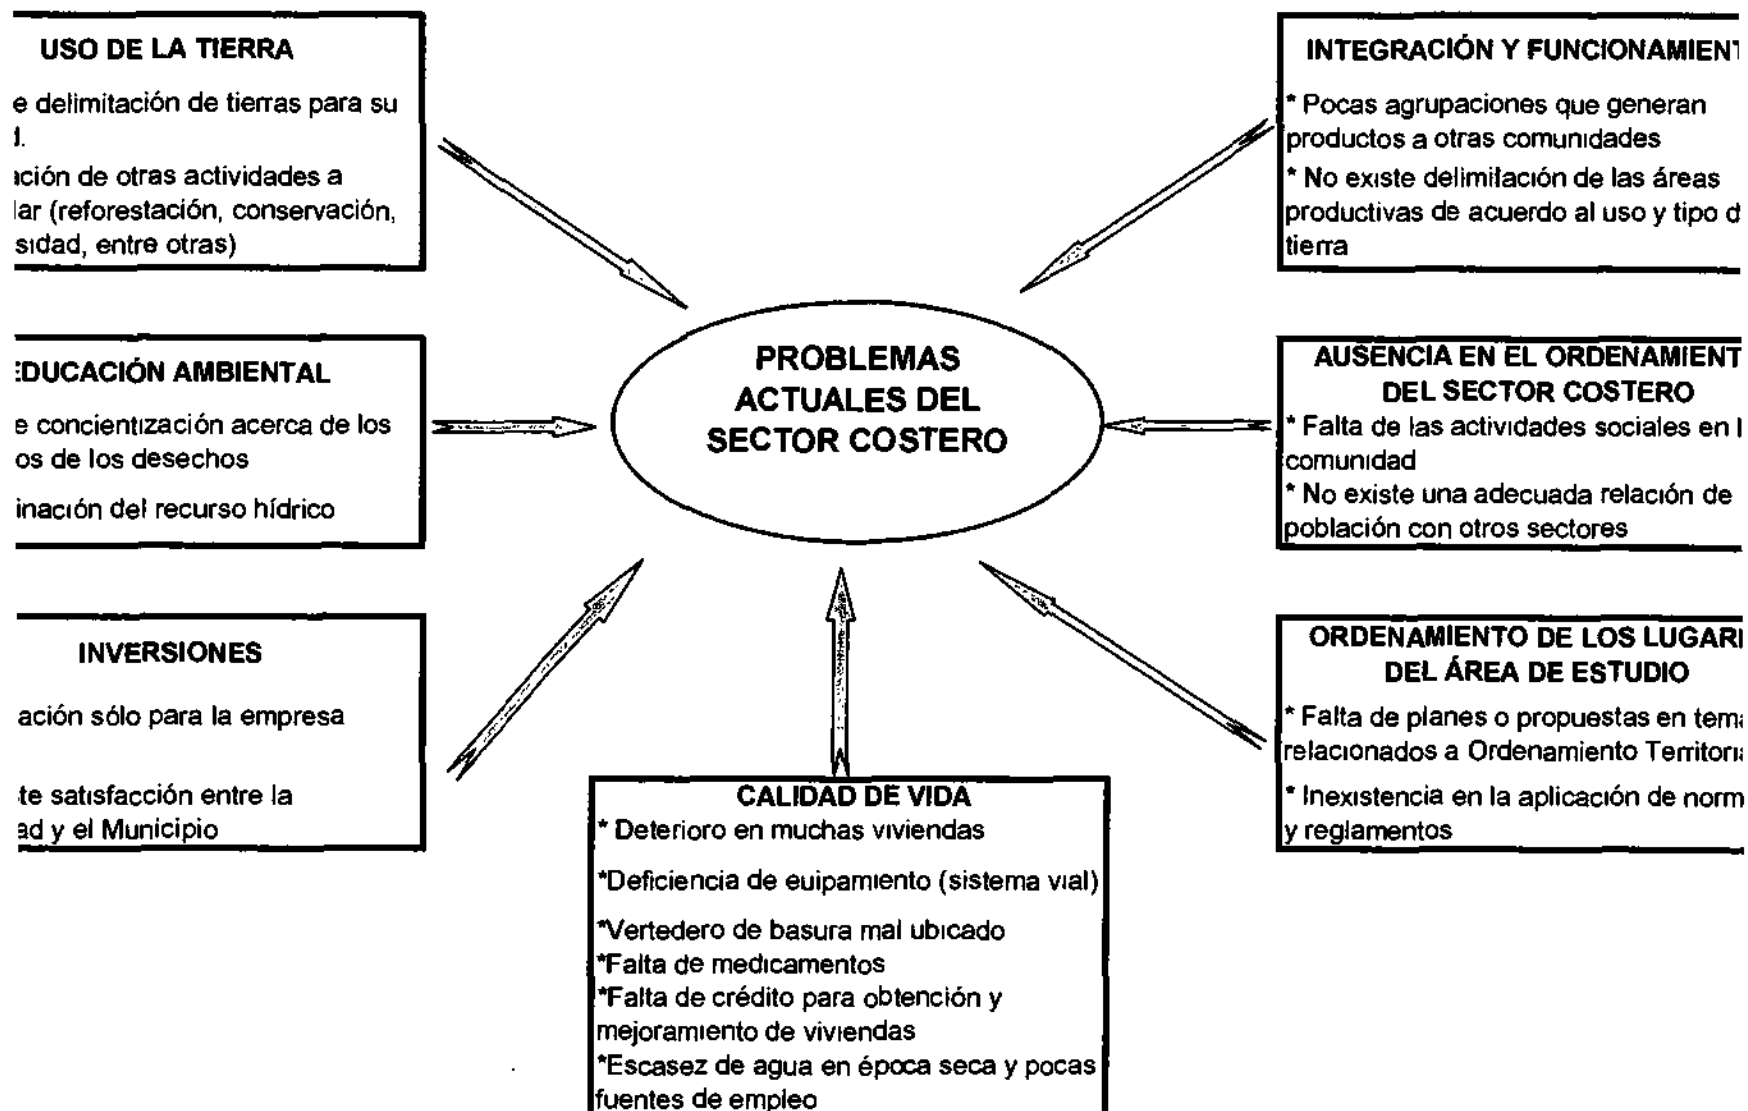 USO DE LA TIERRA
e delimitación de tierras para su
d.
ación de otras actividades a
lar (reforestación, conservación,
sidad, entre otras)
EDUCACIÓN AMBIENTAL
e concientización acerca de los
os de los desechos
inación del recurso hídrico
INVERSIONES
ación sólo para la empresa
te satisfacción entre la
ad y el Municipio
PROBLEMAS
ACTUALES DEL
SECTOR COSTERO
CALIDAD DE VIDA
* Deterioro en muchas viviendas
*Deficiencia de euipamiento (sistema vial)
*Vertedero de basura mal ubicado
*Falta de medicamentos
*Falta de crédito para obtención y
mejoramiento de viviendas
*Escasez de agua en época seca y pocas
fuentes de empleo
INTEGRACIÓN Y FUNCIONAMIENT
* Pocas agrupaciones que generan
productos a otras comunidades
* No existe delimitación de las áreas
productivas de acuerdo al uso y tipo d
tierra
AUSENCIA EN EL ORDENAMIENT
DEL SECTOR COSTERO
* Falta de las actividades sociales en l
comunidad
* No existe una adecuada relación de
población con otros sectores
ORDENAMIENTO DE LOS LUGARE
DEL ÁREA DE ESTUDIO
* Falta de planes o propuestas en tema
relacionados a Ordenamiento Territoria
* Inexistencia en la aplicación de norm
y reglamentos